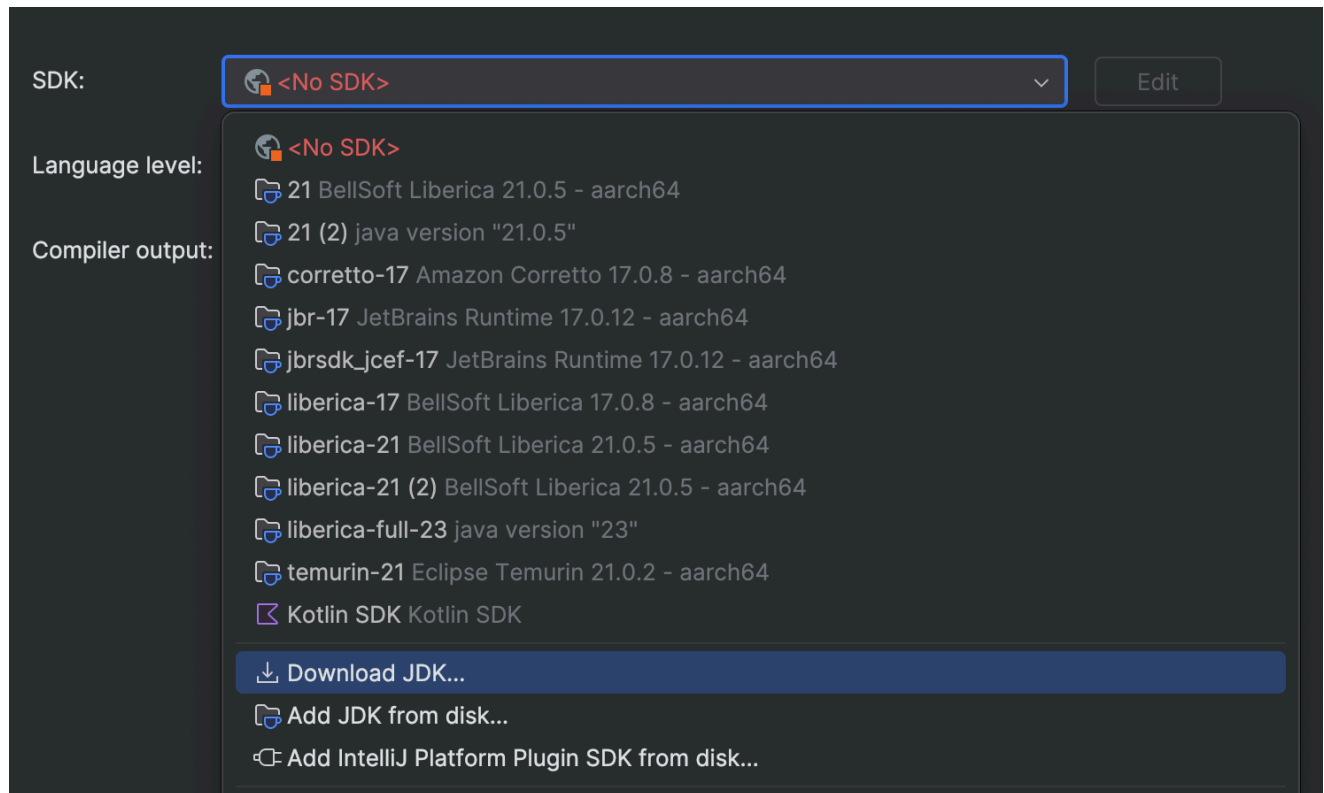 SDK:
<No SDK>
Edit
<No SDK>
Language level:
21 BellSoft Liberica 21.0.5 - aarch64
21 (2) java version "21.0.5"
Compiler output:
corretto-17 Amazon Corretto 17.0.8 - aarch64
jbr-17 JetBrains Runtime 17.0.12 - aarch64
jbrsdk_jcef-17 JetBrains Runtime 17.0.12 - aarch64
liberica-17 BellSoft Liberica 17.0.8 - aarch64
liberica-21 BellSoft Liberica 21.0.5 - aarch64
liberica-21 (2) BellSoft Liberica 21.0.5 - aarch64
liberica-full-23 java version "23"
temurin-21 Eclipse Temurin 21.0.2 - aarch64
Kotlin SDK Kotlin SDK
Download JDK...
Add JDK from disk...
Add IntelliJ Platform Plugin SDK from disk...